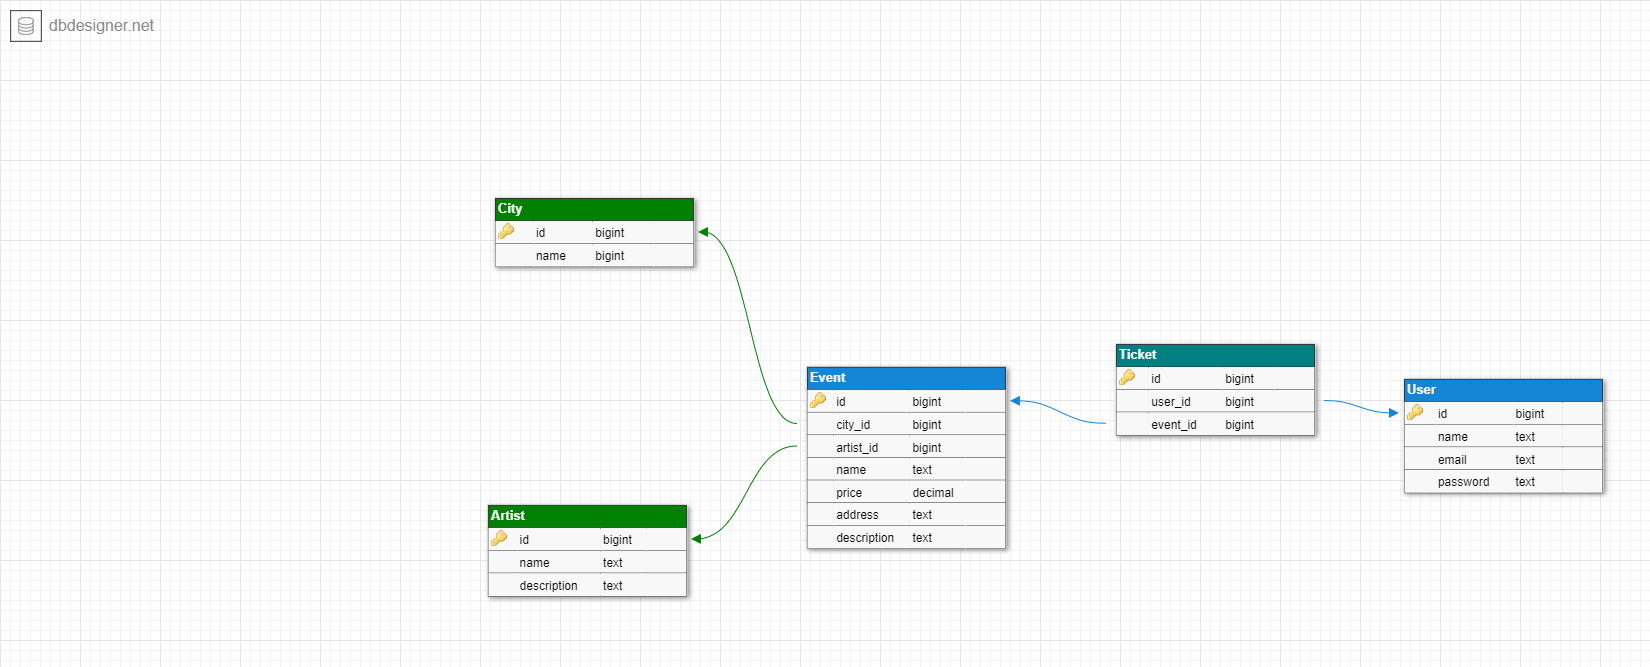 dbdesigner.net
City
id bigint
name bigint
Artist
id bigint
name text
description text
Event
id bigint
city_id bigint
artist_id bigint
name text
price decimal
address text
description text
Ticket
id bigint
user_id bigint
event_id bigint
User
id bigint
name text
email text
password text